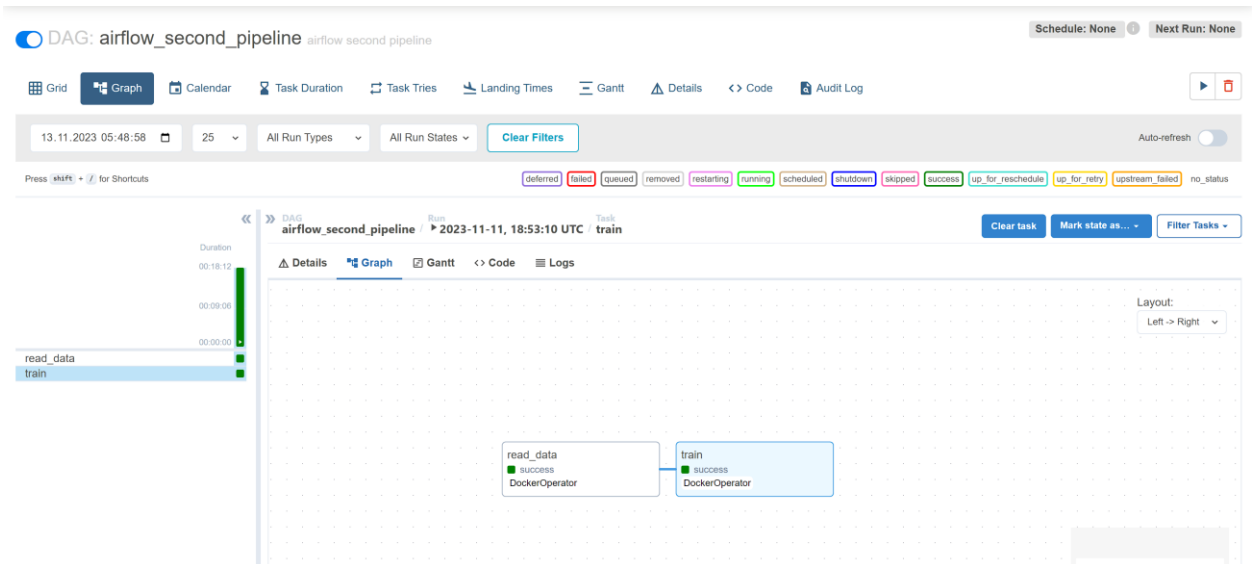 DAG: airflow_second_pipeline airflow second pipeline
Schedule: None Next Run: None
Grid Graph Calendar Task Duration Task Tries Landing Times Gantt Details <> Code Audit Log
13.11.2023 05:48:58 25 All Run Types All Run States Clear Filters Auto-refresh
Press shift + / for Shortcuts
deferred failed queued removed restarting running scheduled shutdown skipped success up_for_reschedule up_for_retry upstream_failed no_status
DAG Run Task
airflow_second_pipeline / 2023-11-11, 18:53:10 UTC / train
Clear task Mark state as... Filter Tasks
Duration
00:18:12
00:09:06
00:00:00
read_data
train
Details Graph Gantt <> Code Logs
Layout:
Left -> Right
read_data
success
DockerOperator
train
success
DockerOperator